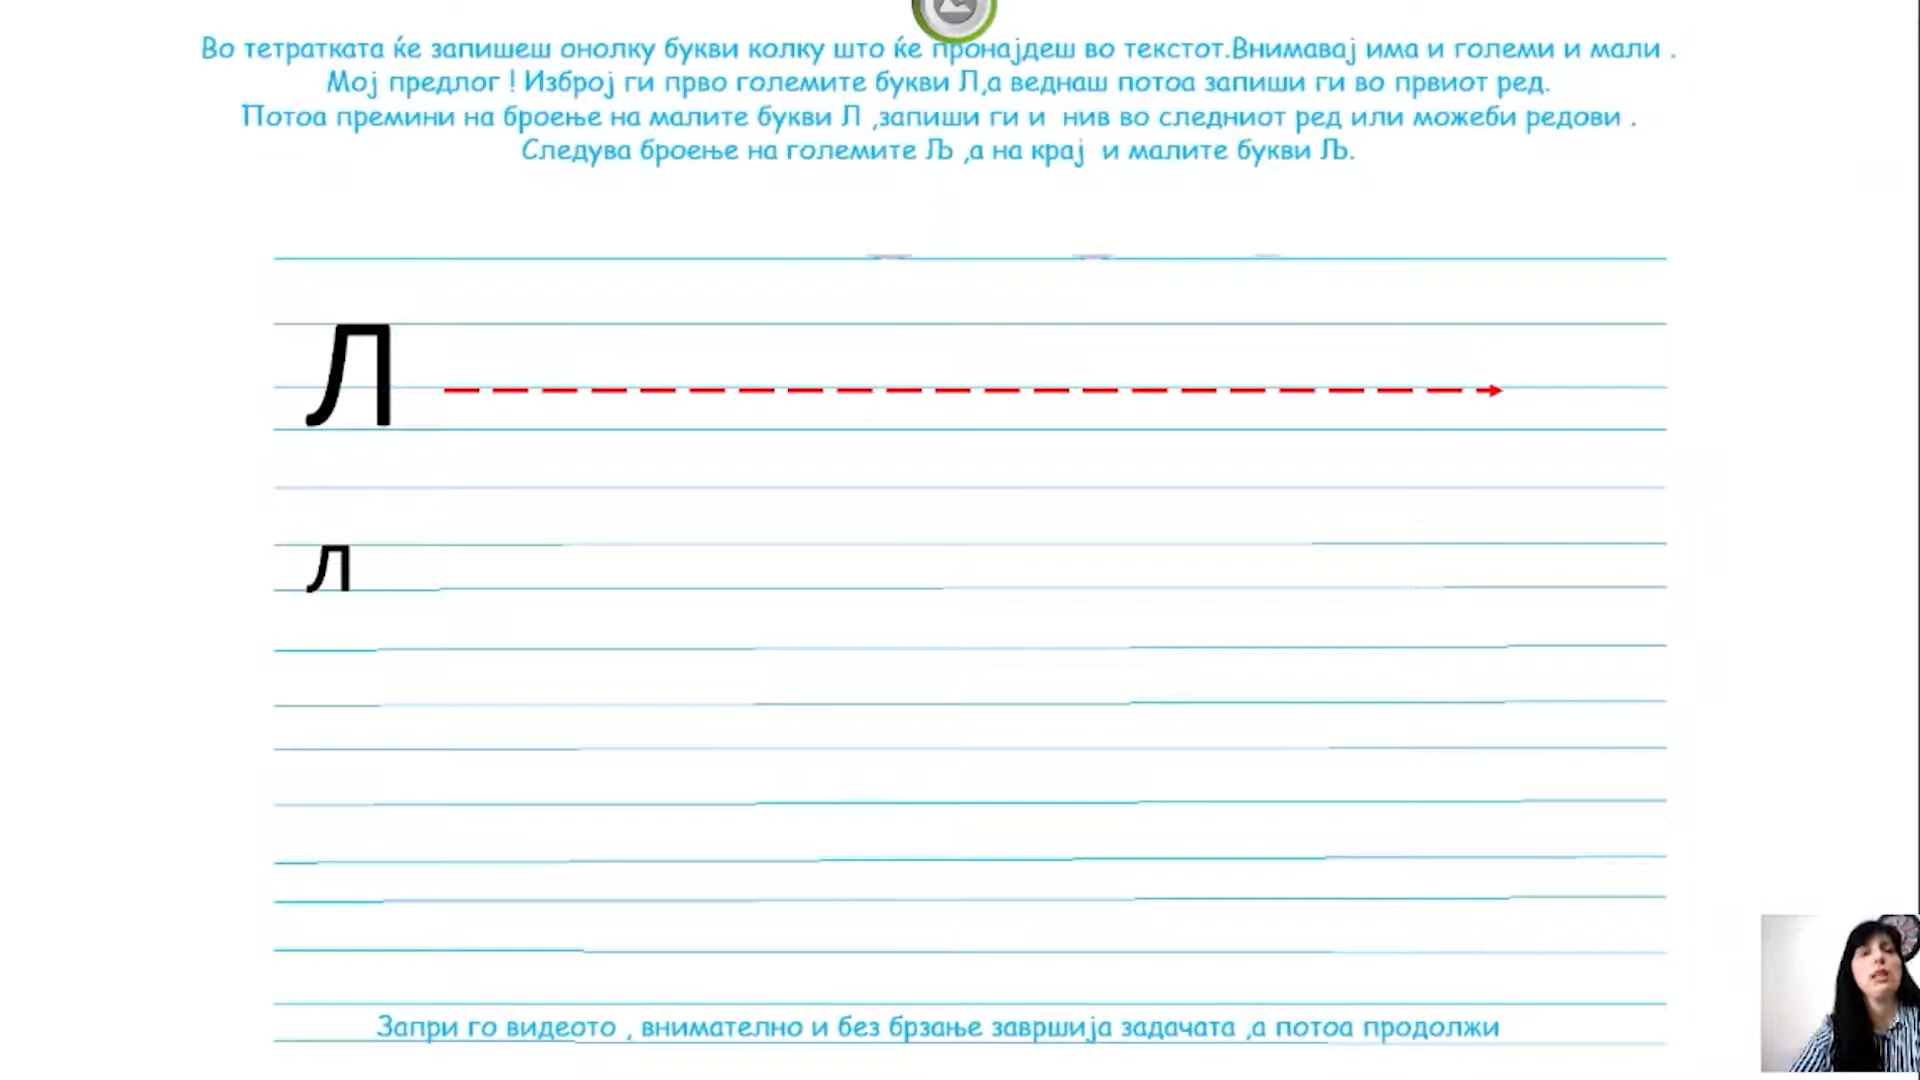 Во тетратката ќе запишеш онолку букви колку што ќе пронајдеш во текстот.Внимавај има и големи и мали .
Мој предлог ! Изброј ги прво големите букви Л,а веднаш потоа запиши ги во првиот ред.
Потоа премини на броење на малите букви Л ,запиши ги и нив во следниот ред или можеби редови .
Следува броење на големите Љ ,а на крај и малите букви Љ.
Л
л
Запри го видеото , внимателно и без брзање завршија задачата ,а потоа продолжи